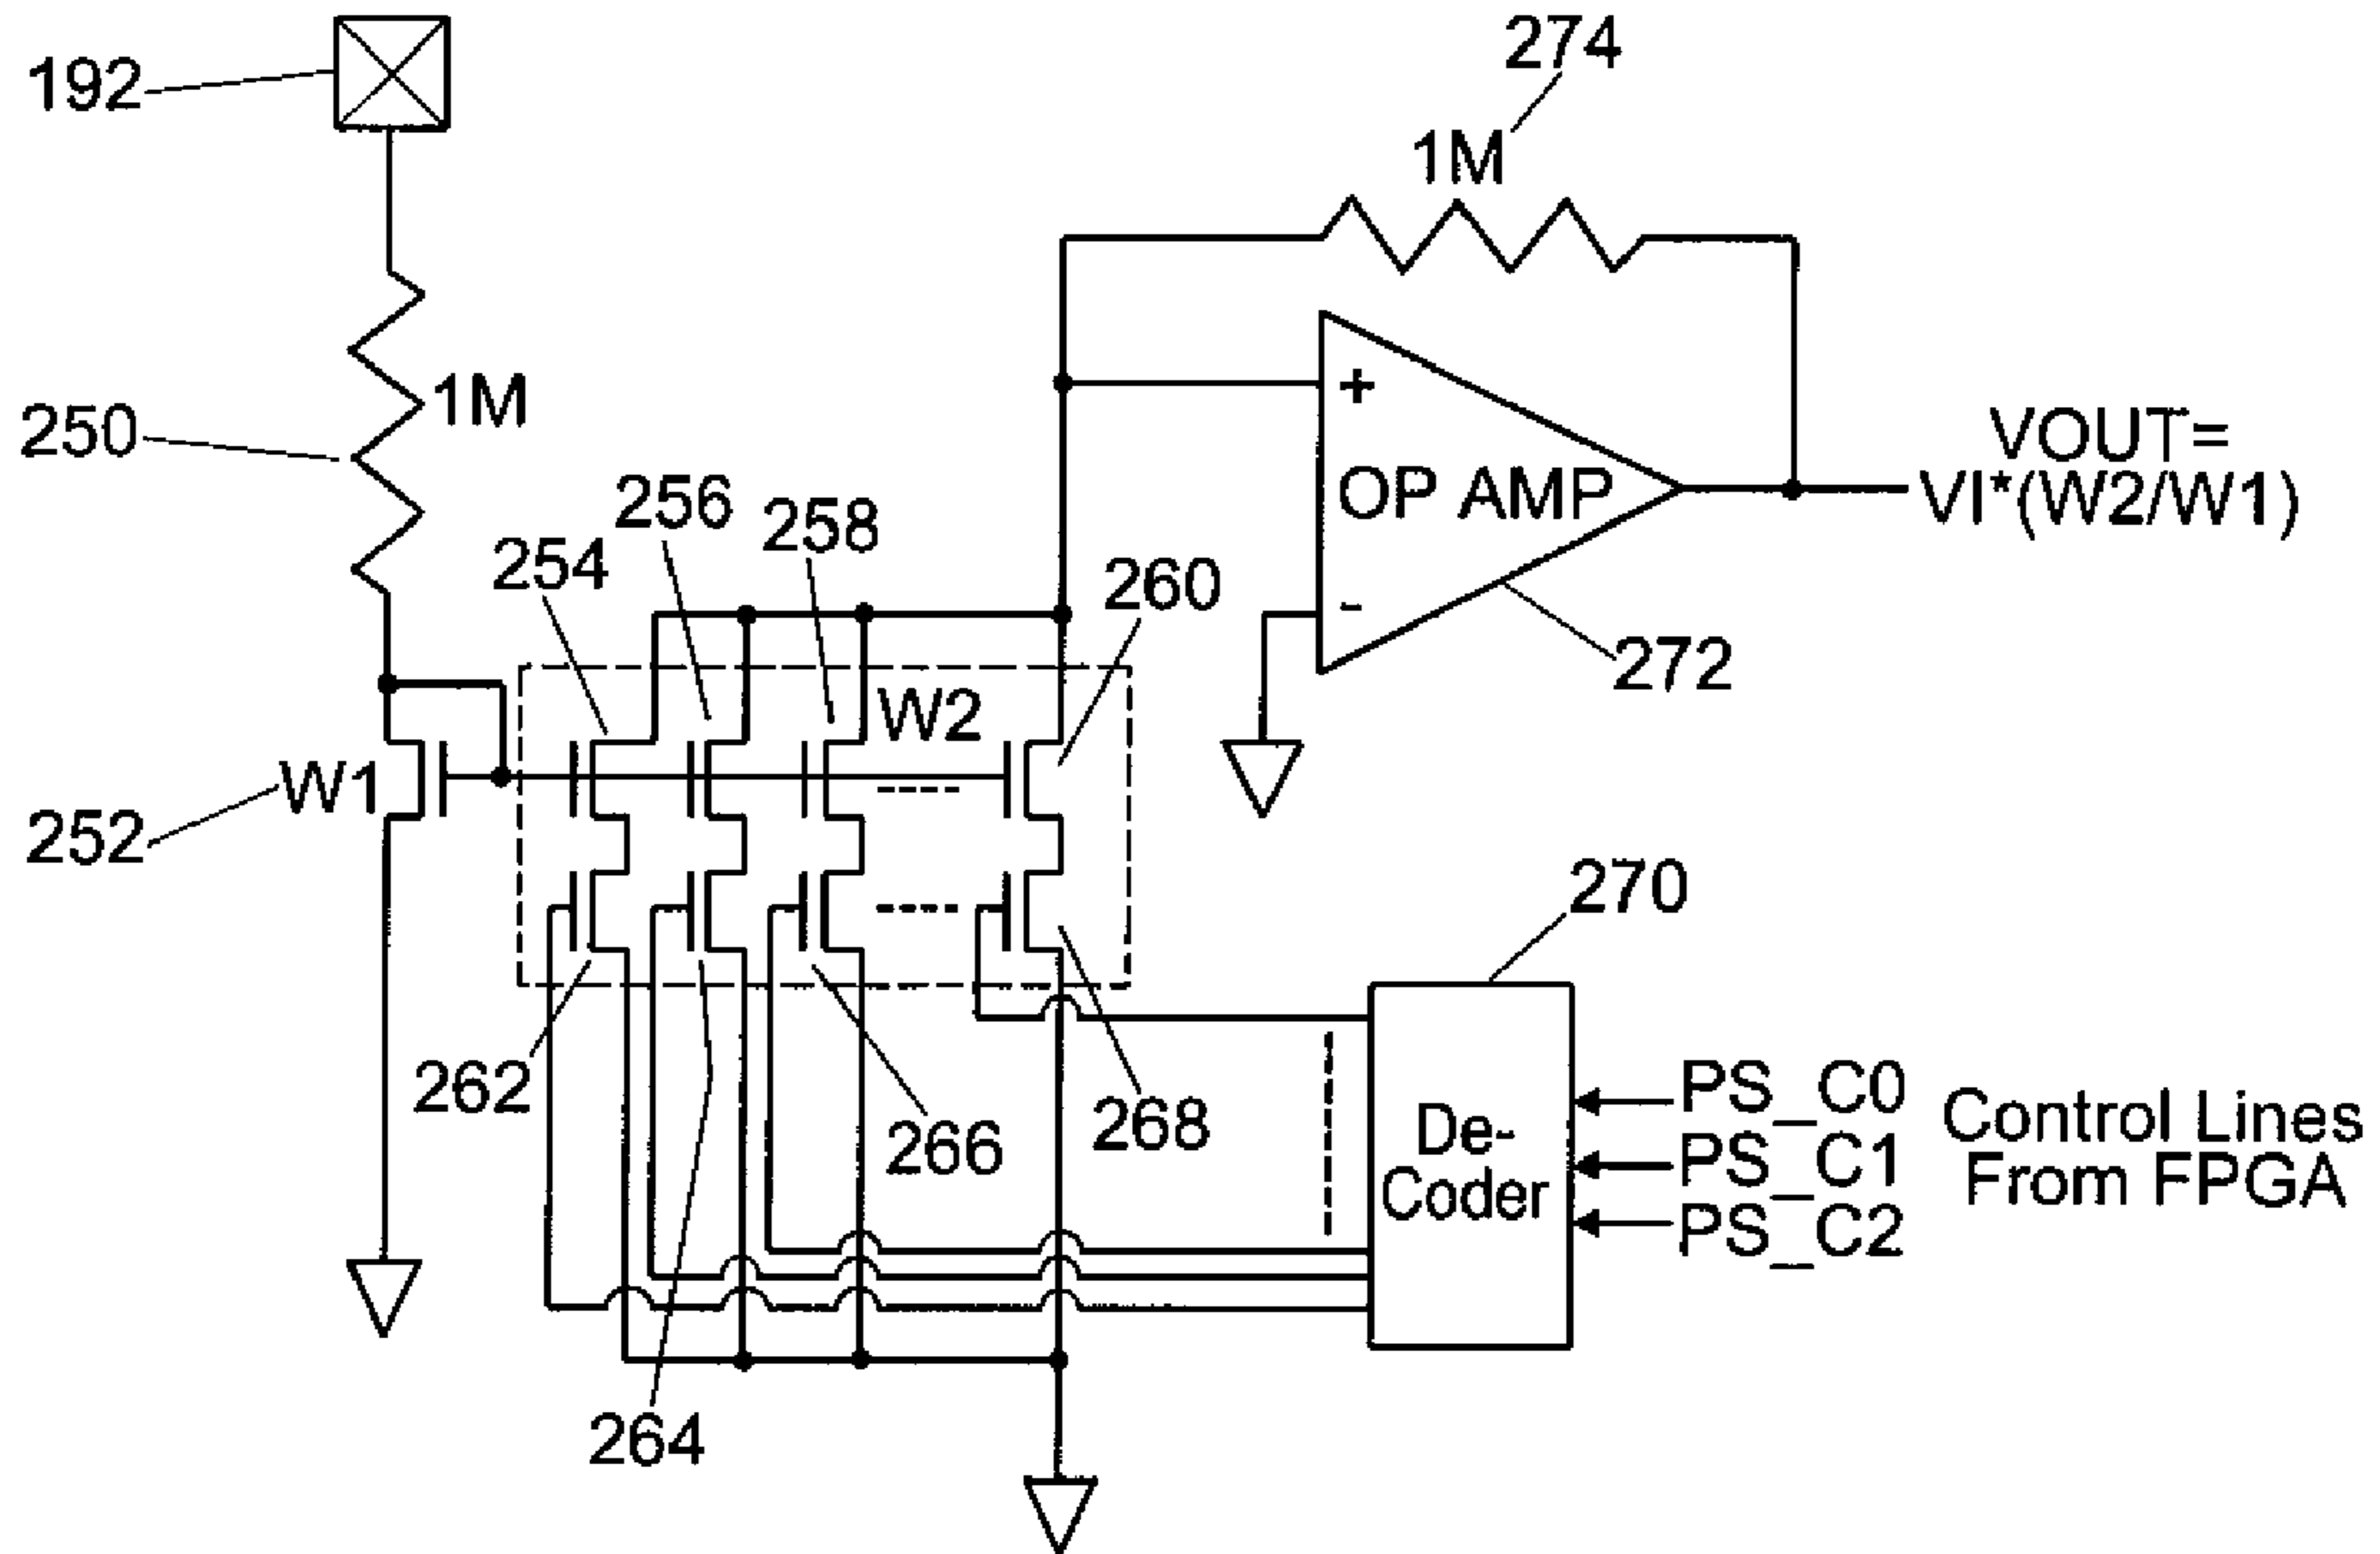 274
192
1M
1M
250
VOUT=
VI*(W2/W1)
+
OP AMP
-
256
258
254
260
272
W2
W1
252
270
262
266
268
264
De-
Coder
PS_C0
PS_C1
PS_C2
Control Lines
From FPGA